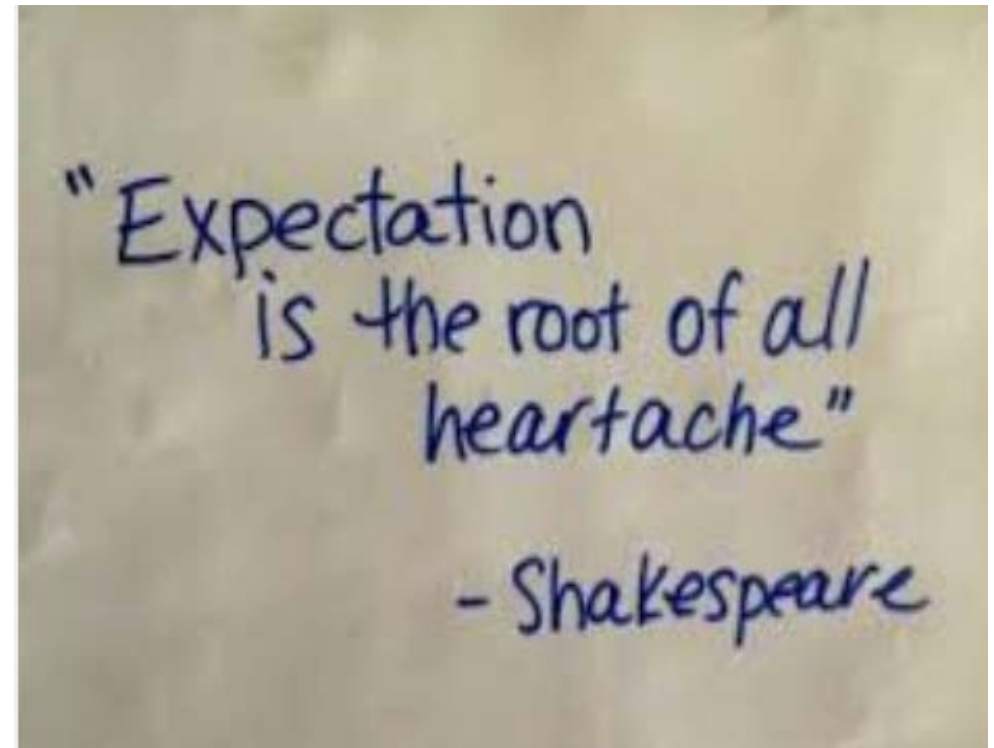 "Expectation
is the root of all
heartache"
- Shakespeare